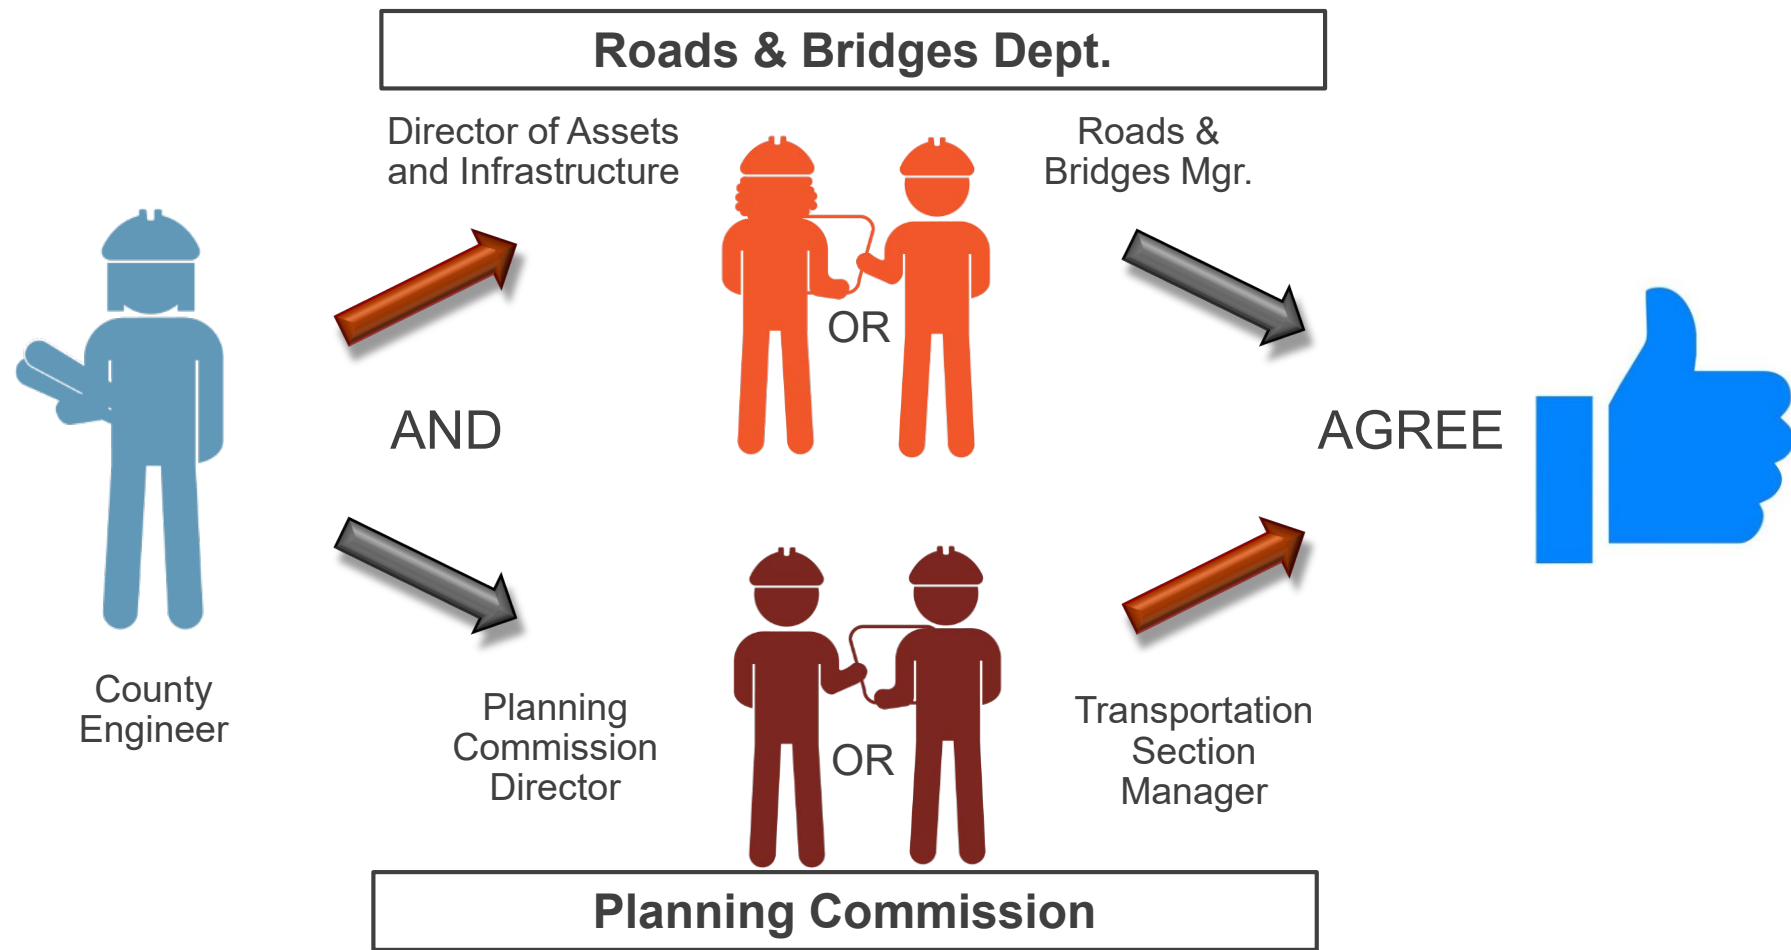 Roads & Bridges Dept.
Director of Assets
and Infrastructure
Roads &
Bridges Mgr.
OR
AND
AGREE
County
Engineer
Planning
Commission
Director
OR
Transportation
Section
Manager
Planning Commission